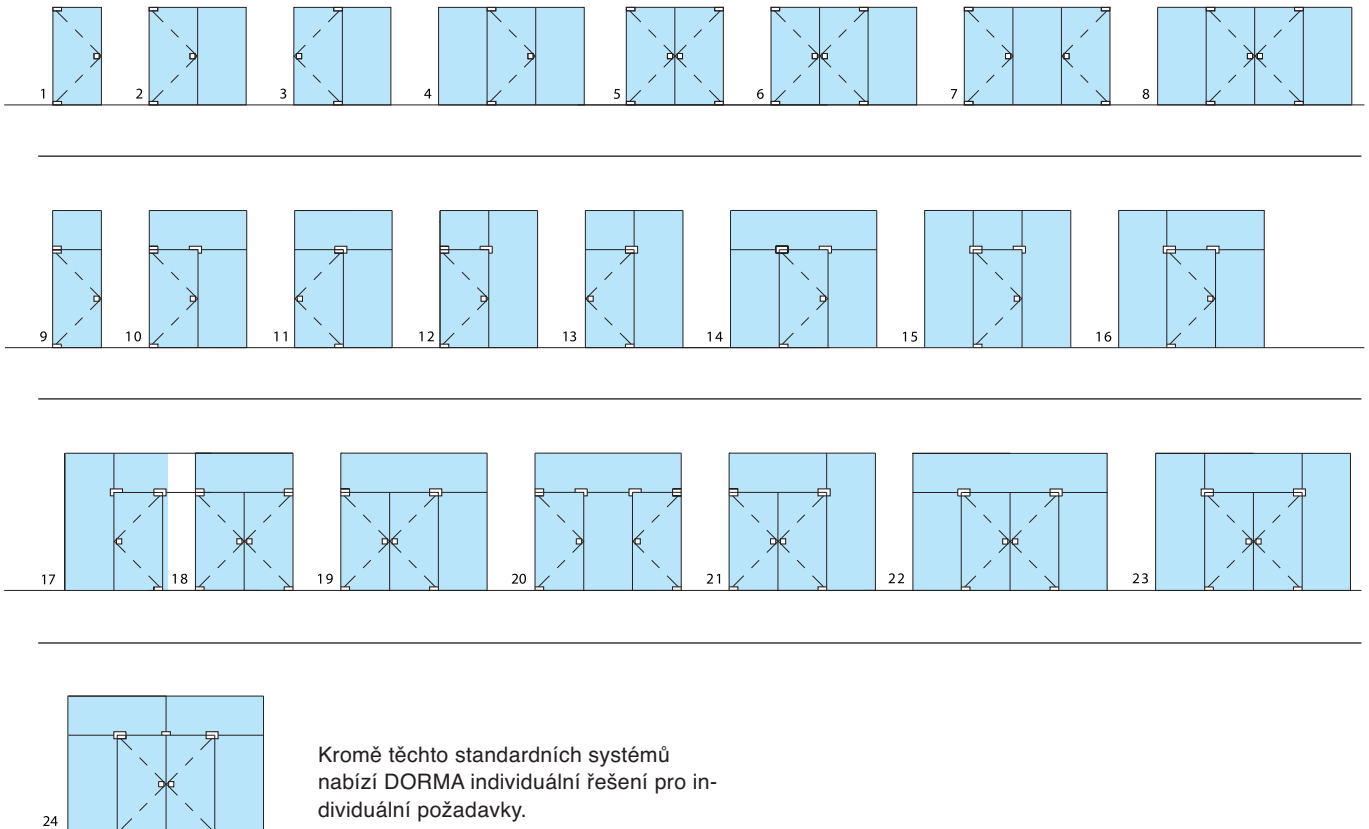 1 2 3 4 5 6 7 8
9 10 11 12 13 14 15 16
17 18 19 20 21 22 23
24
Kromě těchto standardních systémů
nabízí DORMA individuální řešení pro in-
dividuální požadavky.